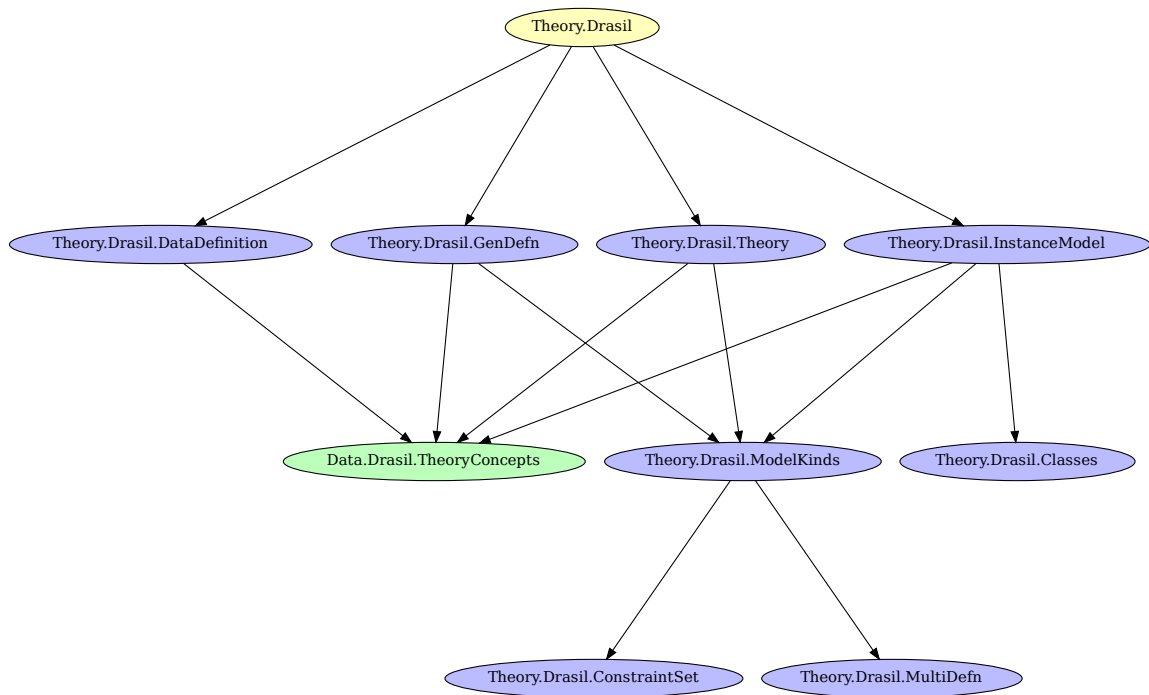 Theory.Drasil
Theory.Drasil.DataDefinition
Theory.Drasil.GenDefn
Theory.Drasil.Theory
Theory.Drasil.InstanceModel
Data.Drasil.TheoryConcepts
Theory.Drasil.ModelKinds
Theory.Drasil.Classes
Theory.Drasil.ConstraintSet
Theory.Drasil.MultiDefn